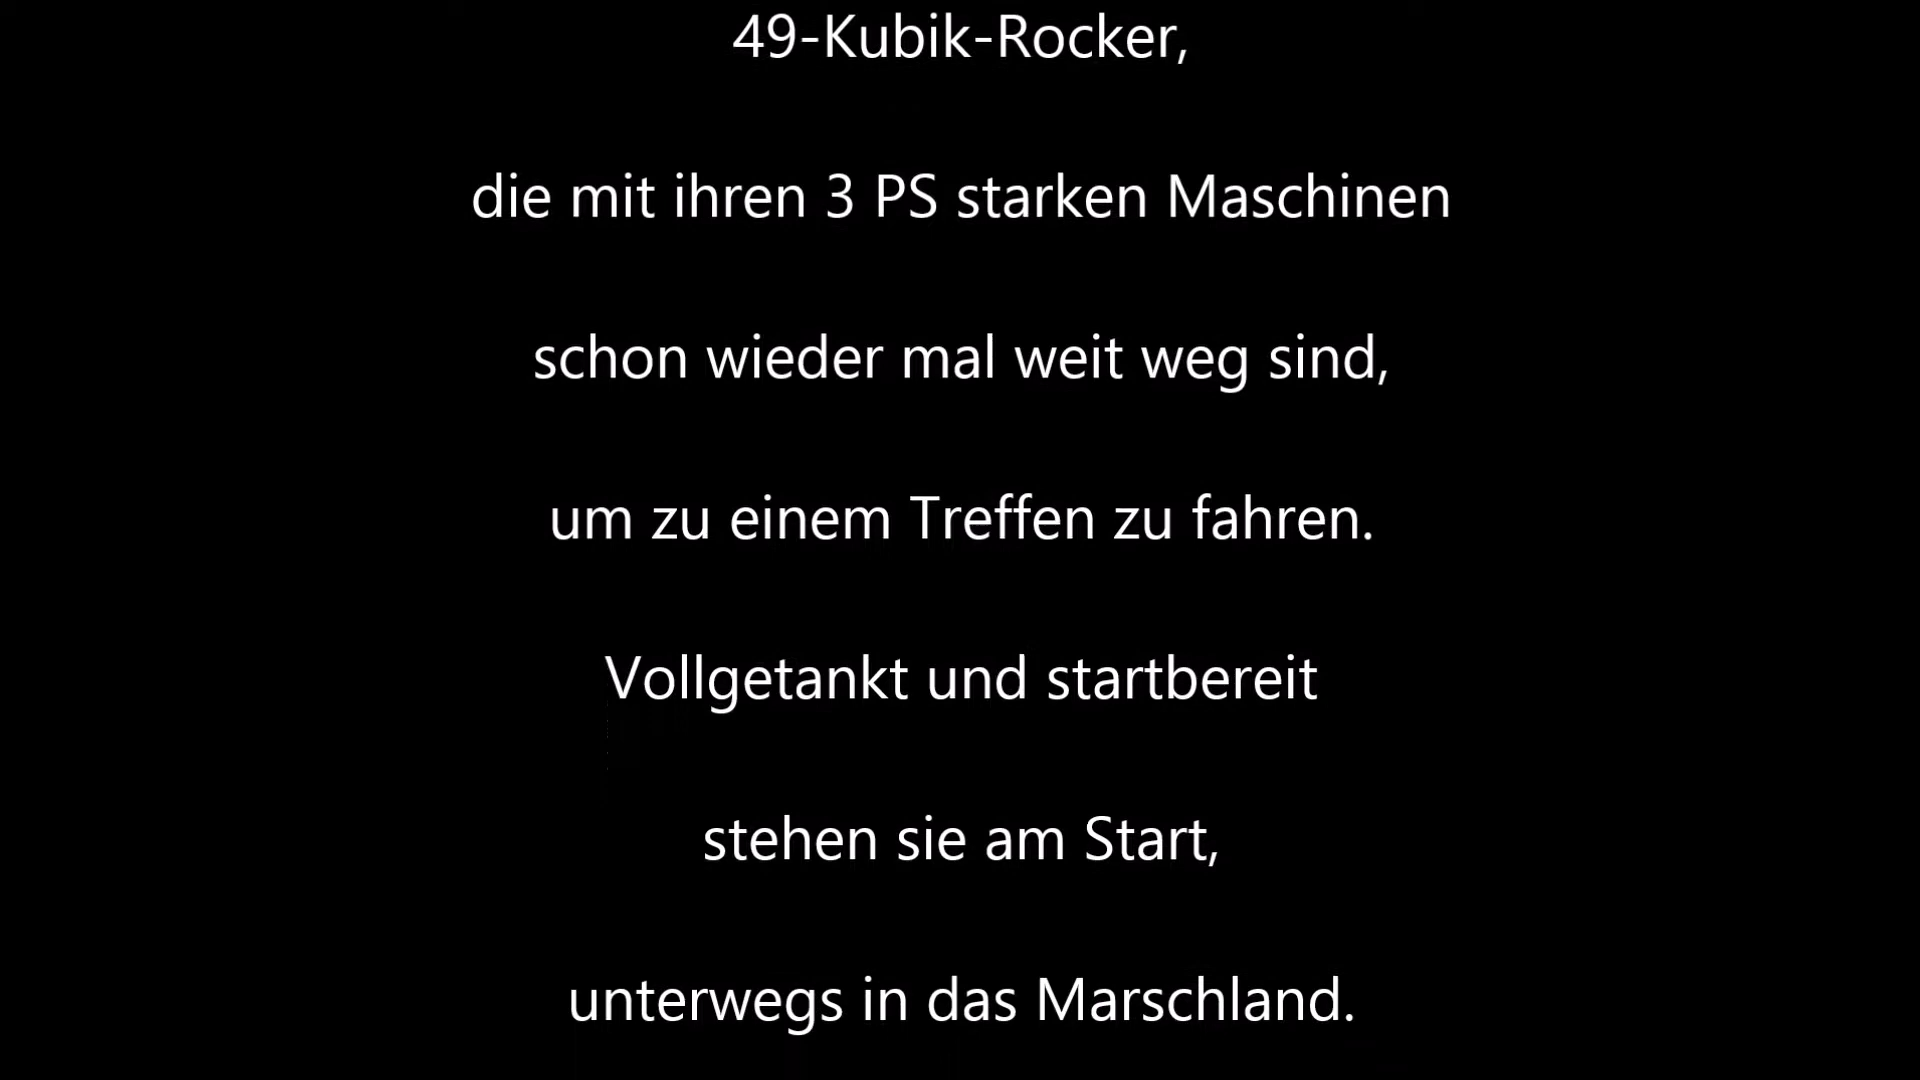 49-Kubik-Rocker,
die mit ihren 3 PS starken Maschinen
schon wieder mal weit weg sind,
um zu einem Treffen zu fahren.
Vollgetankt und startbereit
stehen sie am Start,
unterwegs in das Marschland.